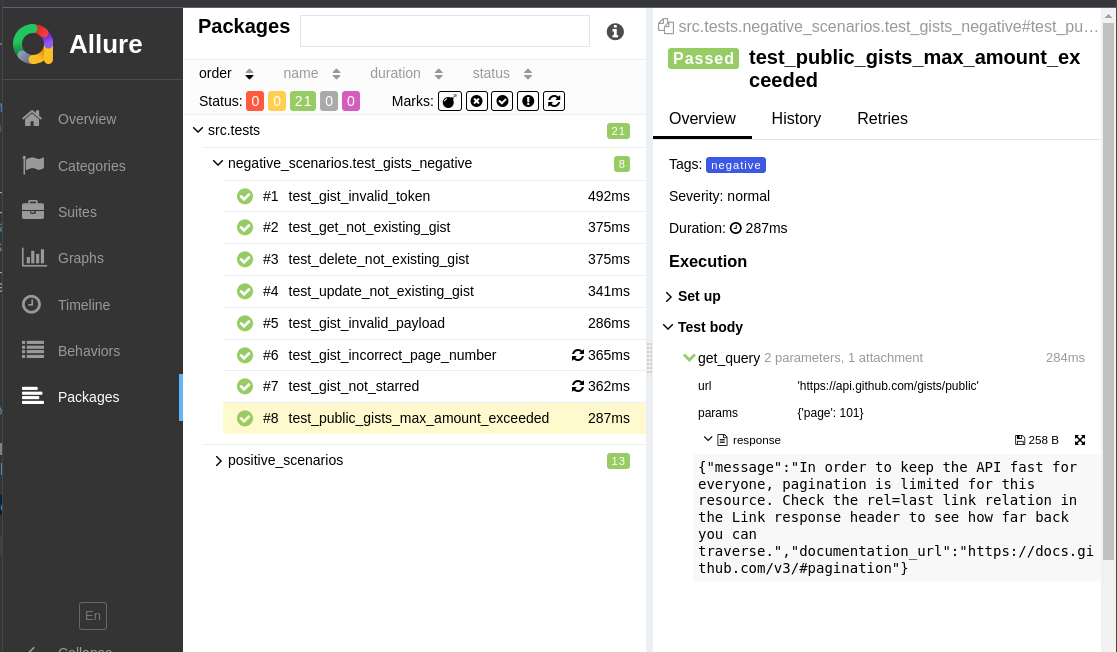 Allure
Overview
Categories
Suites
Graphs
Timeline
Behaviors
Packages
En
Collapse
Packages
order name duration status
Status: 0 0 21 0 0 Marks:
src.tests 21
negative_scenarios.test_gists_negative 8
#1 test_gist_invalid_token 492ms
#2 test_get_not_existing_gist 375ms
#3 test_delete_not_existing_gist 375ms
#4 test_update_not_existing_gist 341ms
#5 test_gist_invalid_payload 286ms
#6 test_gist_incorrect_page_number 365ms
#7 test_gist_not_starred 362ms
#8 test_public_gists_max_amount_exceeded 287ms
positive_scenarios 13
src.tests.negative_scenarios.test_gists_negative#test_pu...
Passed test_public_gists_max_amount_ex
ceeded
Overview History Retries
Tags: negative
Severity: normal
Duration: 287ms
Execution
Set up
Test body
get_query 2 parameters, 1 attachment 284ms
url 'https://api.github.com/gists/public'
params {'page': 101}
response 258 B
{"message":"In order to keep the API fast for
everyone, pagination is limited for this
resource. Check the rel=last link relation in
the Link response header to see how far back
you can
traverse.","documentation_url":"https://docs.gi
thub.com/v3/#pagination"}